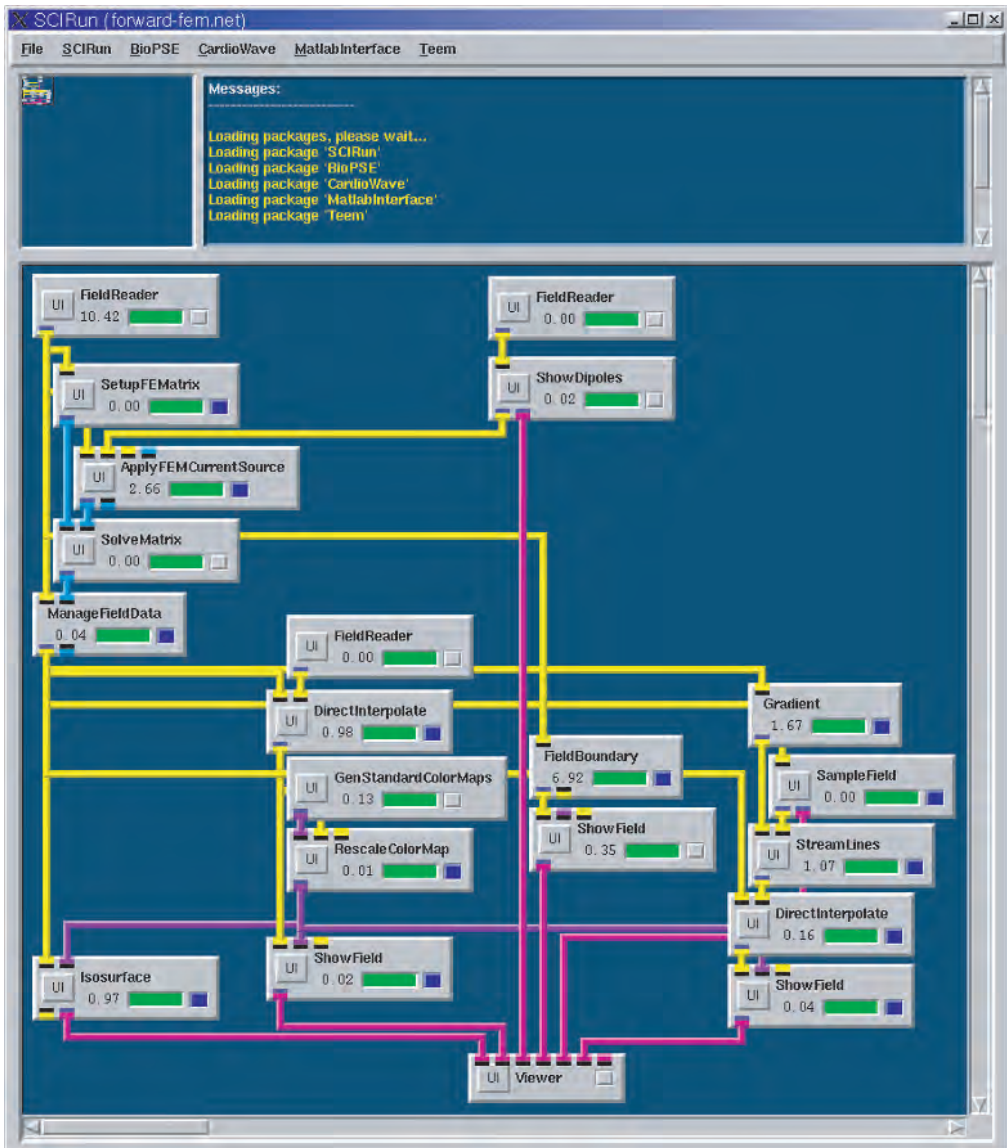 SCIRun (forward-fem.net)
File SCIRun BioPSE CardioWave MatlabInterface Teem
Messages:
--------------------------
Loading packages, please wait...
Loading package 'SCIRun'
Loading package 'BioPSE'
Loading package 'CardioWave'
Loading package 'MatlabInterface'
Loading package 'Teem'
UI FieldReader
10.42
UI FieldReader
0.00
UI SetupFEMatrix
0.00
UI ShowDipoles
0.02
UI ApplyFEMCurrentSource
2.66
UI SolveMatrix
0.00
ManageFieldData
0.04
UI FieldReader
0.00
UI DirectInterpolate
0.98
Gradient
1.67
FieldBoundary
6.92
UI GenStandardColorMaps
0.13
UI SampleField
0.00
UI ShowField
0.35
UI RescaleColorMap
0.01
UI StreamLines
1.07
UI DirectInterpolate
0.16
UI ShowField
0.02
UI Isosurface
0.97
UI ShowField
0.04
UI Viewer